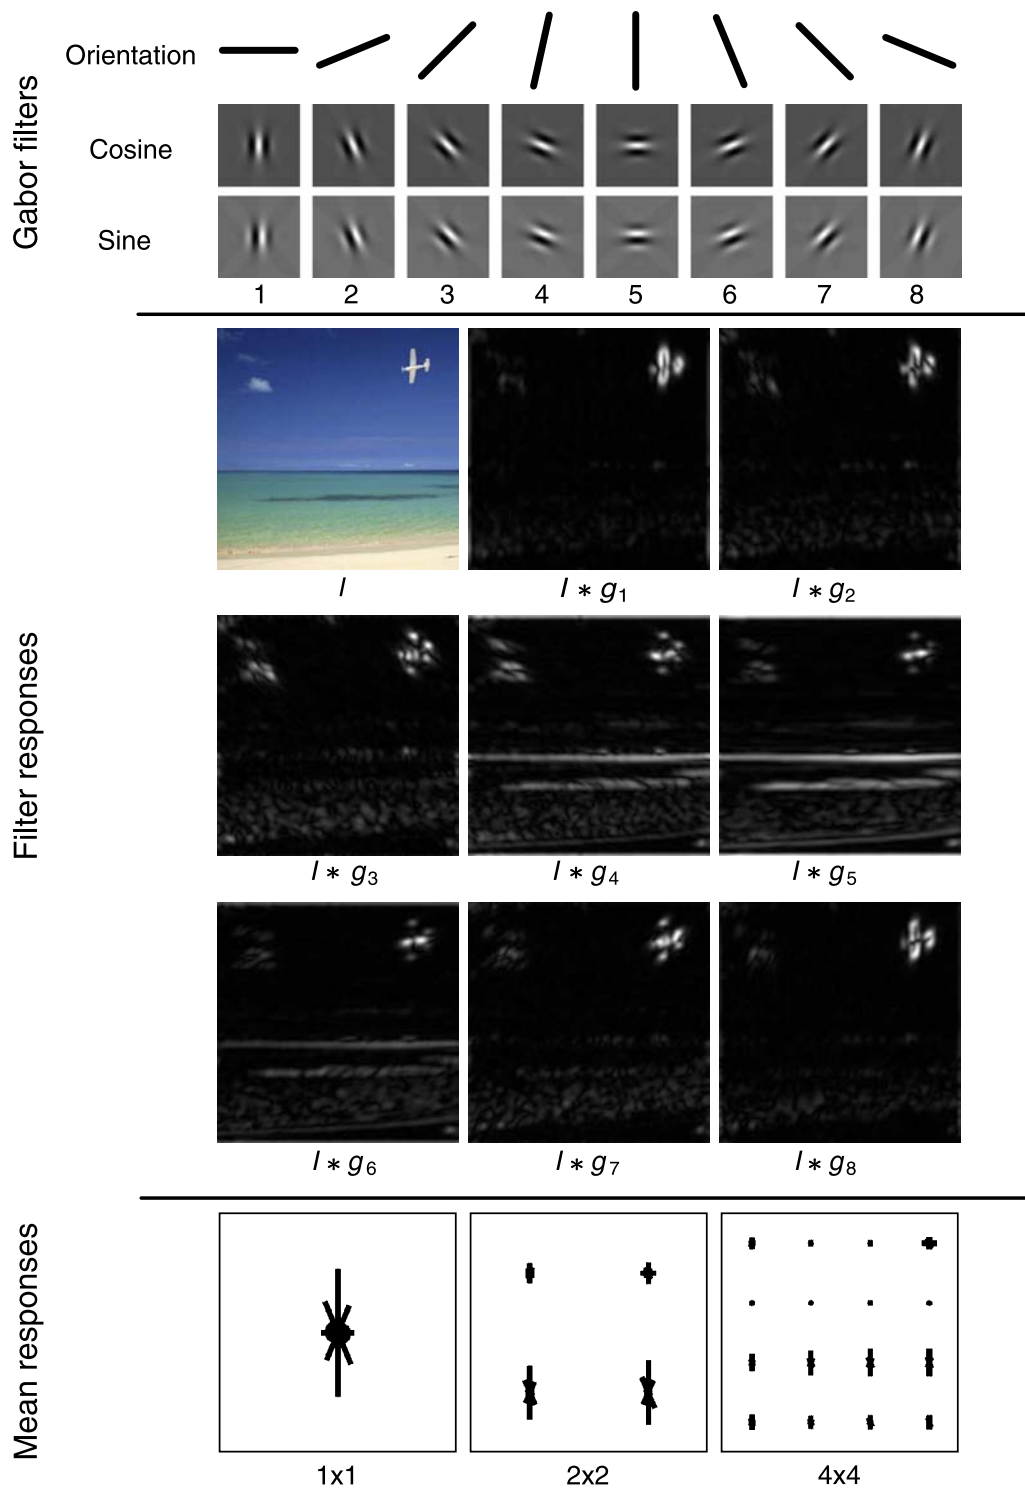 Gabor filters
Orientation
Cosine
Sine
1 2 3 4 5 6 7 8
Filter responses
I
I ∗ g₁
I ∗ g₂
I ∗ g₃
I ∗ g₄
I ∗ g₅
I ∗ g₆
I ∗ g₇
I ∗ g₈
Mean responses
1x1
2x2
4x4